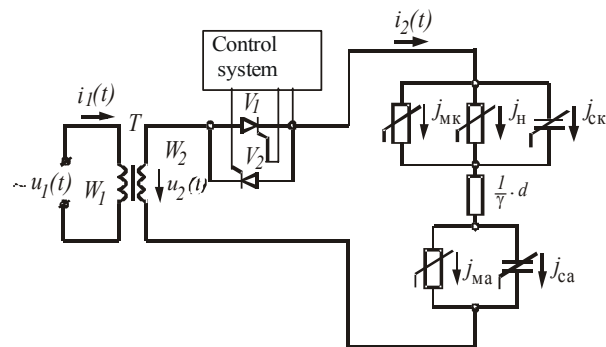 Control
system
i₂(t)
i₁(t)
T
V₁
V₂
W₂
W₁
~u₁(t)
u₂(t)
jмк
jн
jск
1/γ · d
jма
jса